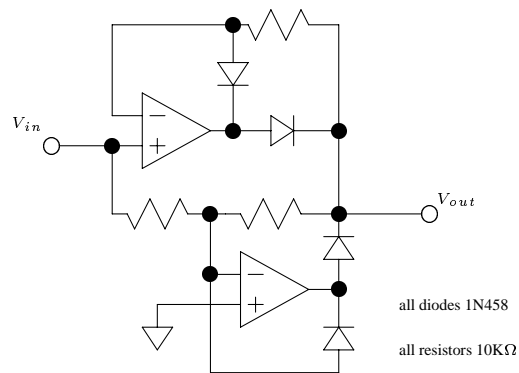 V_in
−
+
V_out
−
+
all diodes 1N458
all resistors 10KΩ